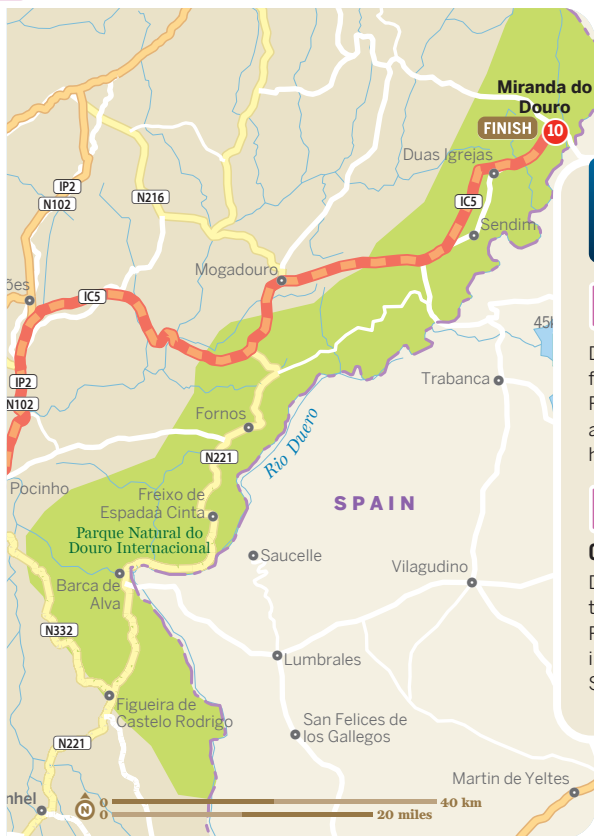 Miranda do
Douro
FINISH
10
Duas Igrejas
IP2
N102
N216
IC5
Sendim
Mogadouro
ões
IC5
45
Trabanca
IP2
N102
Fornos
Rio Duero
N221
Pocinho
Freixo de
Espadaà Cinta
SPAIN
Parque Natural do
Douro Internacional
Saucelle
Vilagudino
Barca de
Alva
N332
Lumbrales
Figueira de
Castelo Rodrigo
San Felices de
los Gallegos
N221
Martin de Yeltes
nhel
N
0
40 km
0
20 miles